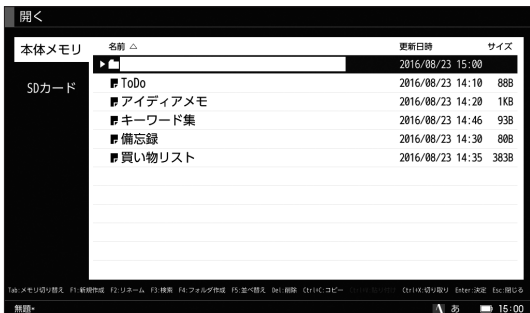 開く
本体メモリ
SDカード
名前 △ 更新日時 サイズ
2016/08/23 15:00
ToDo 2016/08/23 14:10 88B
アイディアメモ 2016/08/23 14:20 1KB
キーワード集 2016/08/23 14:46 93B
備忘録 2016/08/23 14:30 80B
買い物リスト 2016/08/23 14:35 383B
Tab:メモリ切り替え F1:新規作成 F2:リネーム F3:検索 F4:フォルダ作成 F5:並べ替え Del:削除 Ctrl+C:コピー Ctrl+X:切り取り Enter:決定 Esc:閉じる
無題* あ 15:00